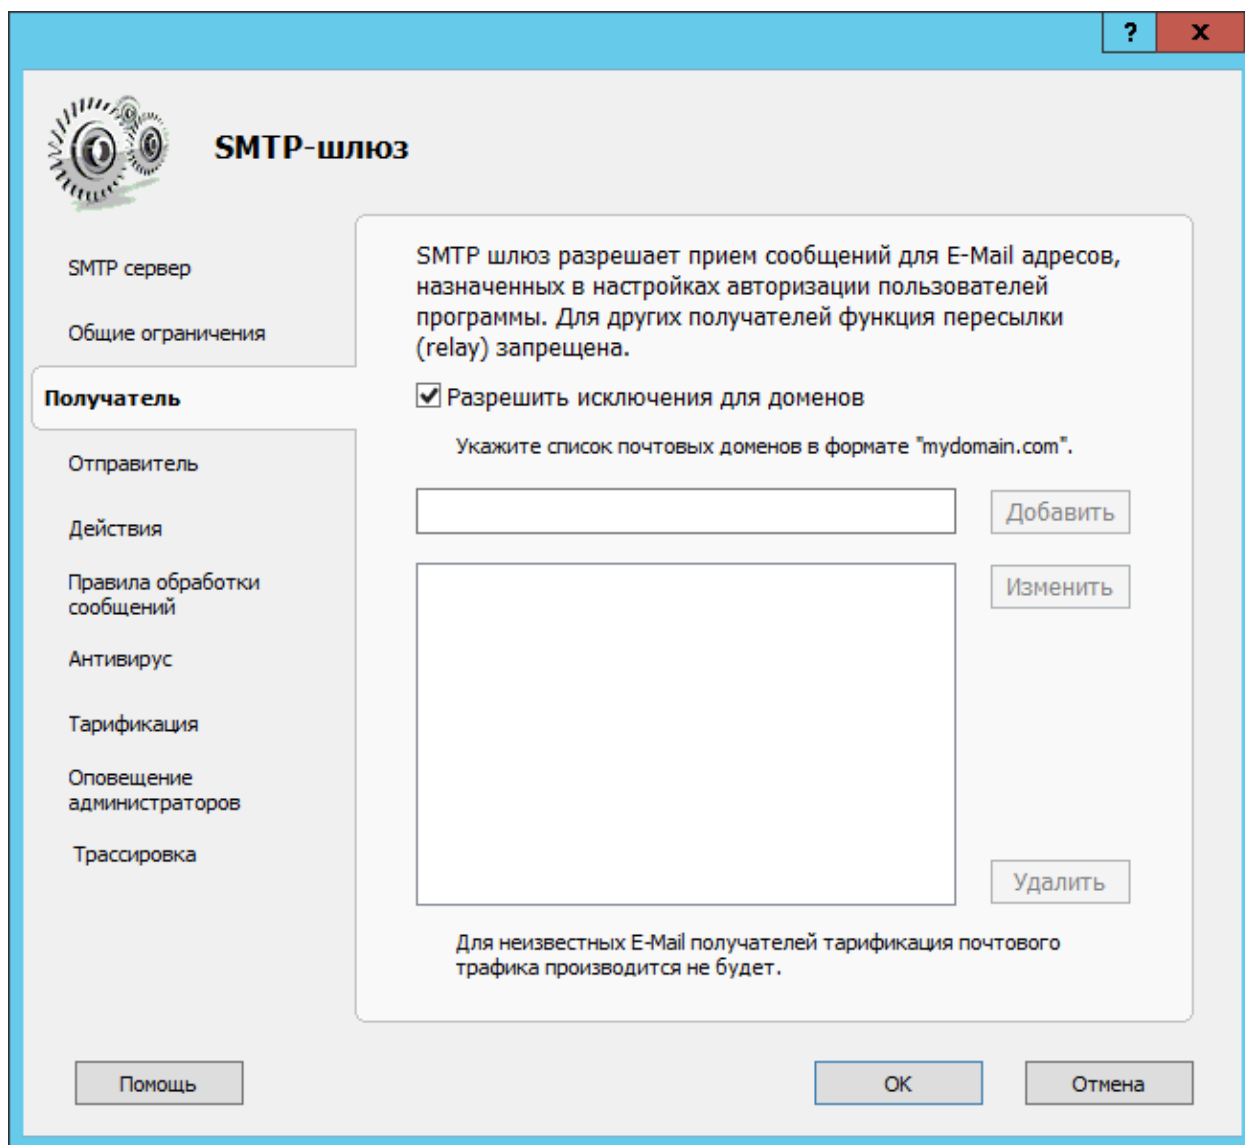 ?
x
SMTP-шлюз
SMTP сервер
Общие ограничения
Получатель
Отправитель
Действия
Правила обработки
сообщений
Антивирус
Тарификация
Оповещение
администраторов
Трассировка
SMTP шлюз разрешает прием сообщений для E-Mail адресов,
назначенных в настройках авторизации пользователей
программы. Для других получателей функция пересылки
(relay) запрещена.
Разрешить исключения для доменов
Укажите список почтовых доменов в формате "mydomain.com".
Добавить
Изменить
Удалить
Для неизвестных E-Mail получателей тарификация почтового
трафика производится не будет.
Помощь
ОК
Отмена